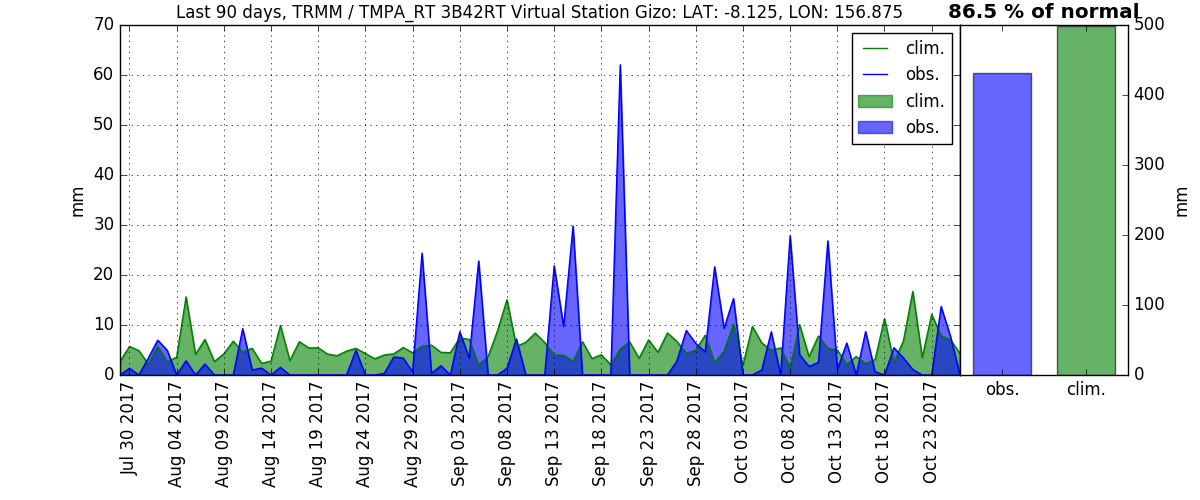 Last 90 days, TRMM / TMPA_RT 3B42RT Virtual Station Gizo: LAT: -8.125, LON: 156.875
86.5 % of normal
70
60
50
40
30
20
10
0
mm
clim.
obs.
clim.
obs.
500
400
300
200
100
0
mm
obs.
clim.
Jul 30 2017
Aug 04 2017
Aug 09 2017
Aug 14 2017
Aug 19 2017
Aug 24 2017
Aug 29 2017
Sep 03 2017
Sep 08 2017
Sep 13 2017
Sep 18 2017
Sep 23 2017
Sep 28 2017
Oct 03 2017
Oct 08 2017
Oct 13 2017
Oct 18 2017
Oct 23 2017